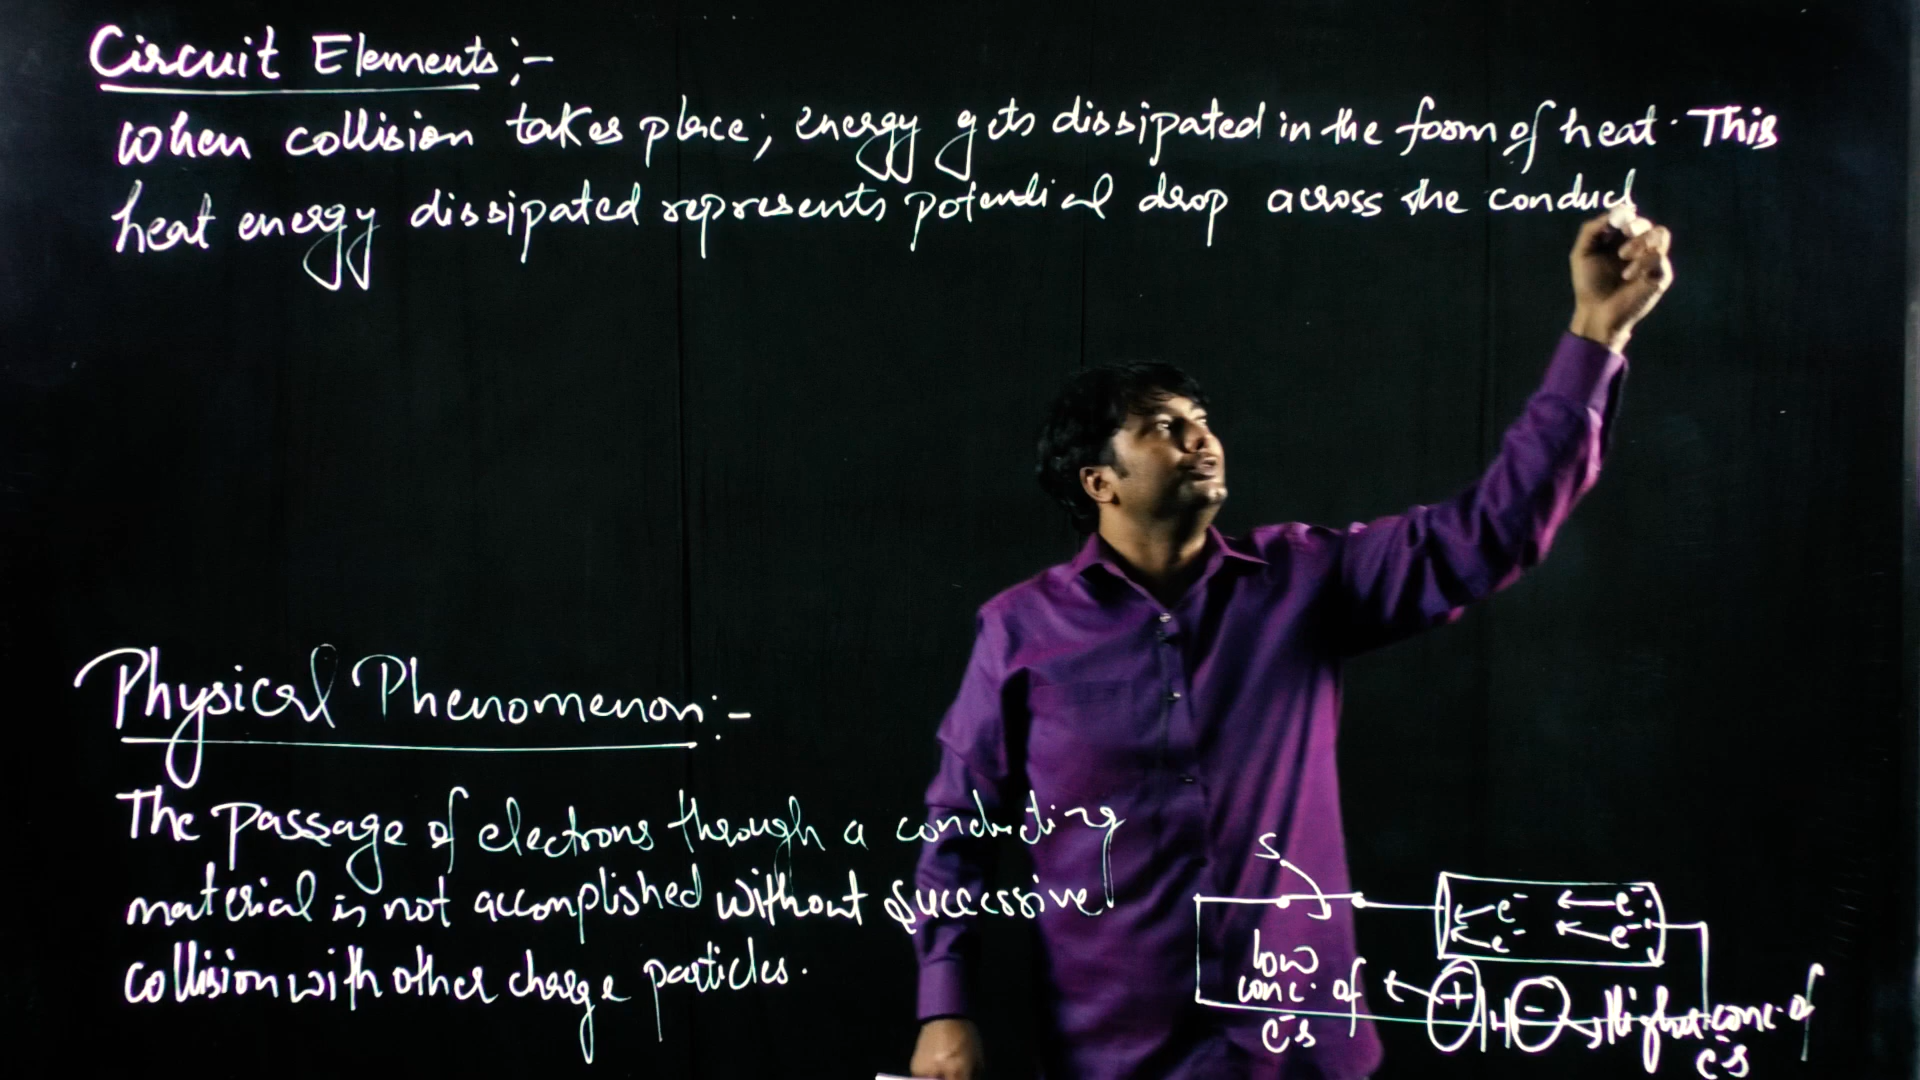 Circuit Elements:-
When collision takes place; energy gets dissipated in the form of heat. This
heat energy dissipated represents potential drop across the conduct
Physical Phenomenon:-
The passage of electrons through a conducting
material is not accomplished without successive
collision with other charge particles.
S
e⁻ e⁻
e⁻ e⁻
low
conc. of
e⁻s
+ -
Higher conc. of
e⁻s